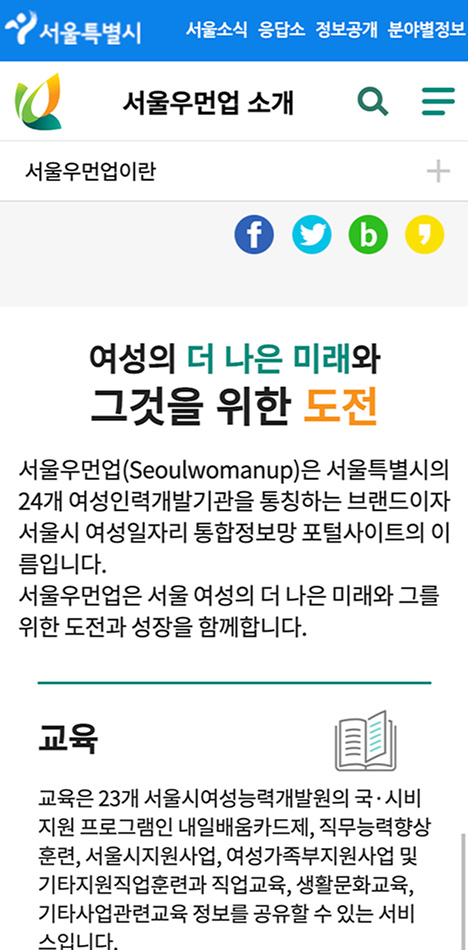 서울특별시
서울소식 응답소 정보공개 분야별정보
서울우먼업 소개
서울우먼업이란
f
b
여성의 더 나은 미래와
그것을 위한 도전
서울우먼업(Seoulwomanup)은 서울특별시의
24개 여성인력개발기관을 통칭하는 브랜드이자
서울시 여성일자리 통합정보망 포털사이트의 이
름입니다.
서울우먼업은 서울 여성의 더 나은 미래와 그를
위한 도전과 성장을 함께합니다.
교육
교육은 23개 서울시여성능력개발원의 국·시비
지원 프로그램인 내일배움카드제, 직무능력향상
훈련, 서울시지원사업, 여성가족부지원사업 및
기타지원직업훈련과 직업교육, 생활문화교육,
기타사업관련교육 정보를 공유할 수 있는 서비
스입니다.